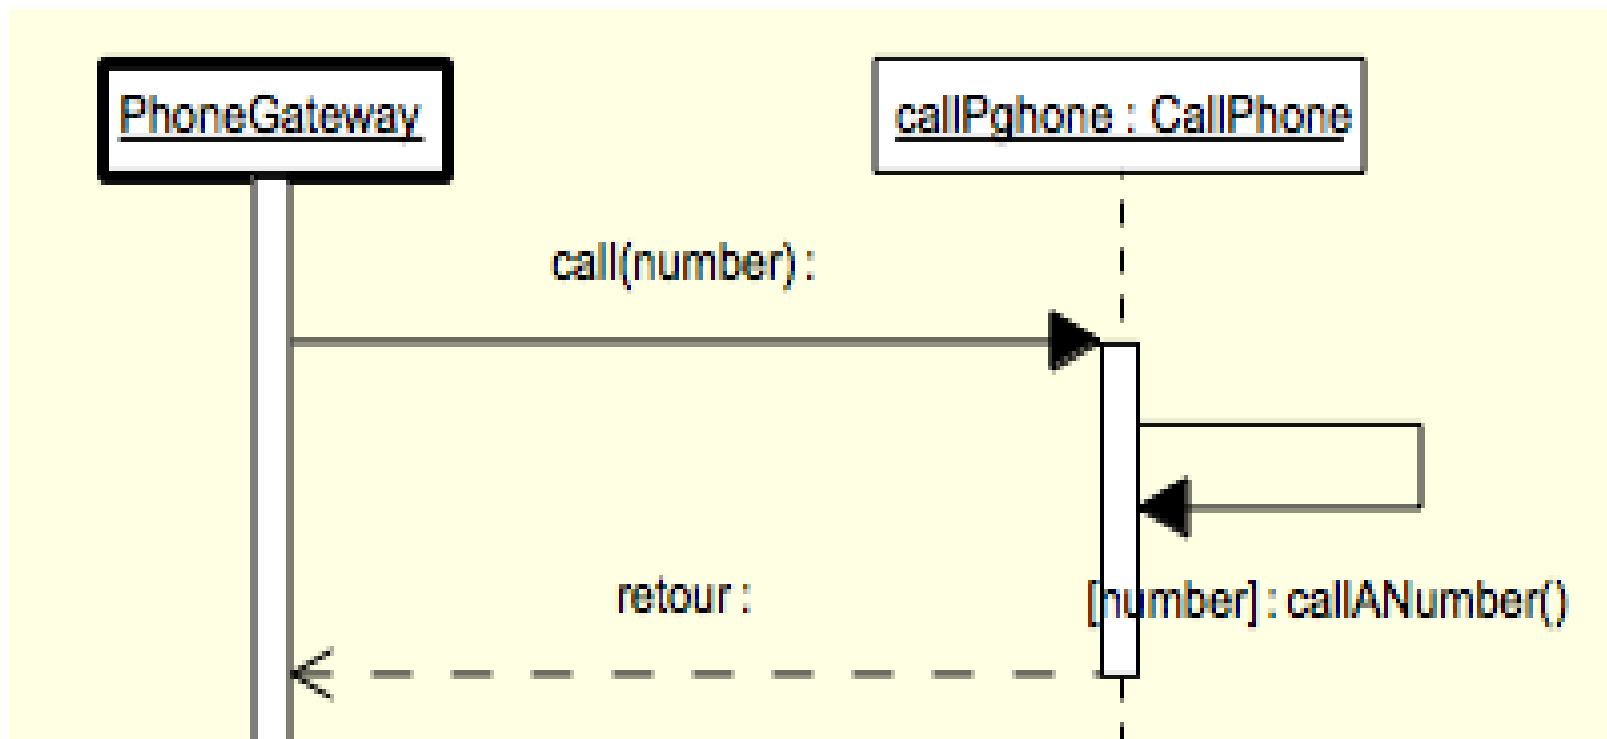 PhoneGateway
callPghone : CallPhone
call(number) :
retour :
[number] : callANumber()